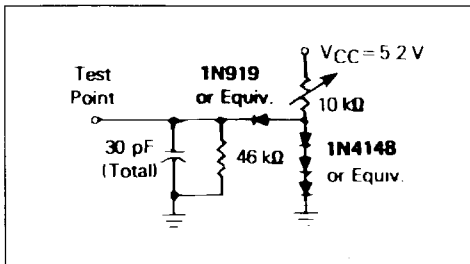 VCC = 5 2 V
1N919
or Equiv.
Test
Point
10 kΩ
30 pF
(Total)
46 kΩ
1N4148
or Equiv.